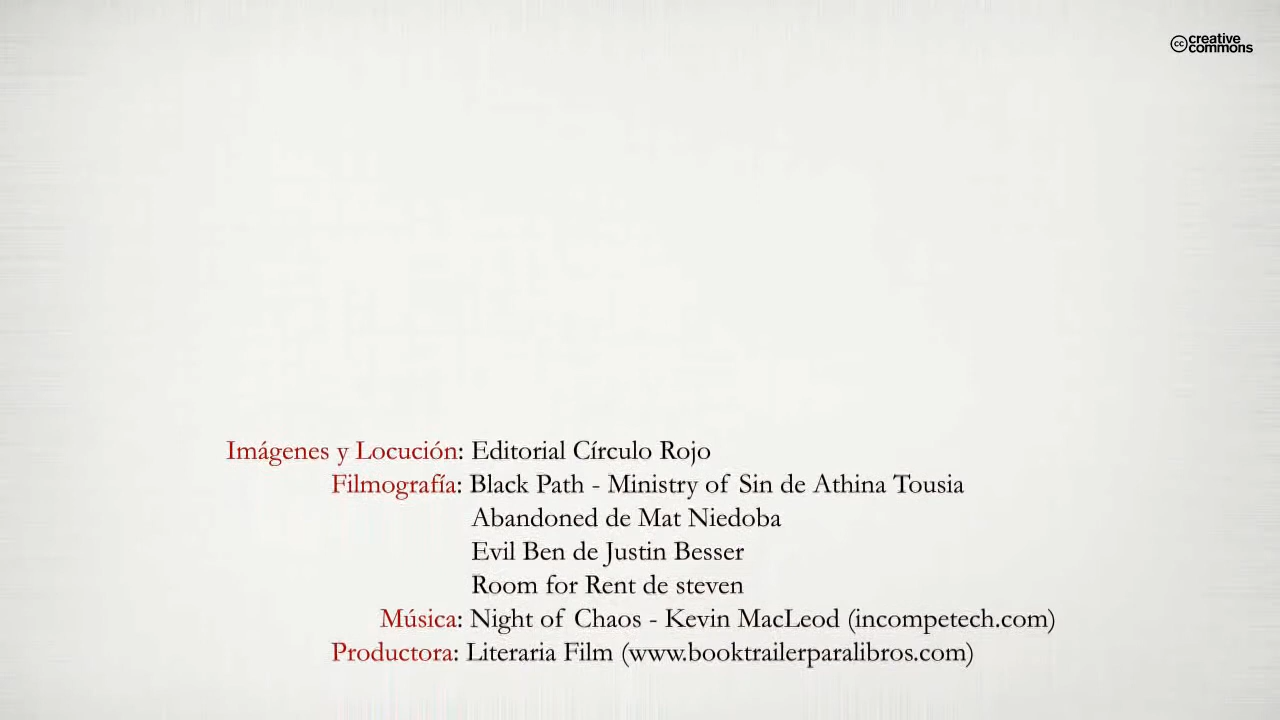 creative
commons
Imágenes y Locución: Editorial Círculo Rojo
Filmografía: Black Path - Ministry of Sin de Athina Tousia
Abandoned de Mat Niedoba
Evil Ben de Justin Besser
Room for Rent de steven
Música: Night of Chaos - Kevin MacLeod (incompetech.com)
Productora: Literaria Film (www.booktrailerparalibros.com)